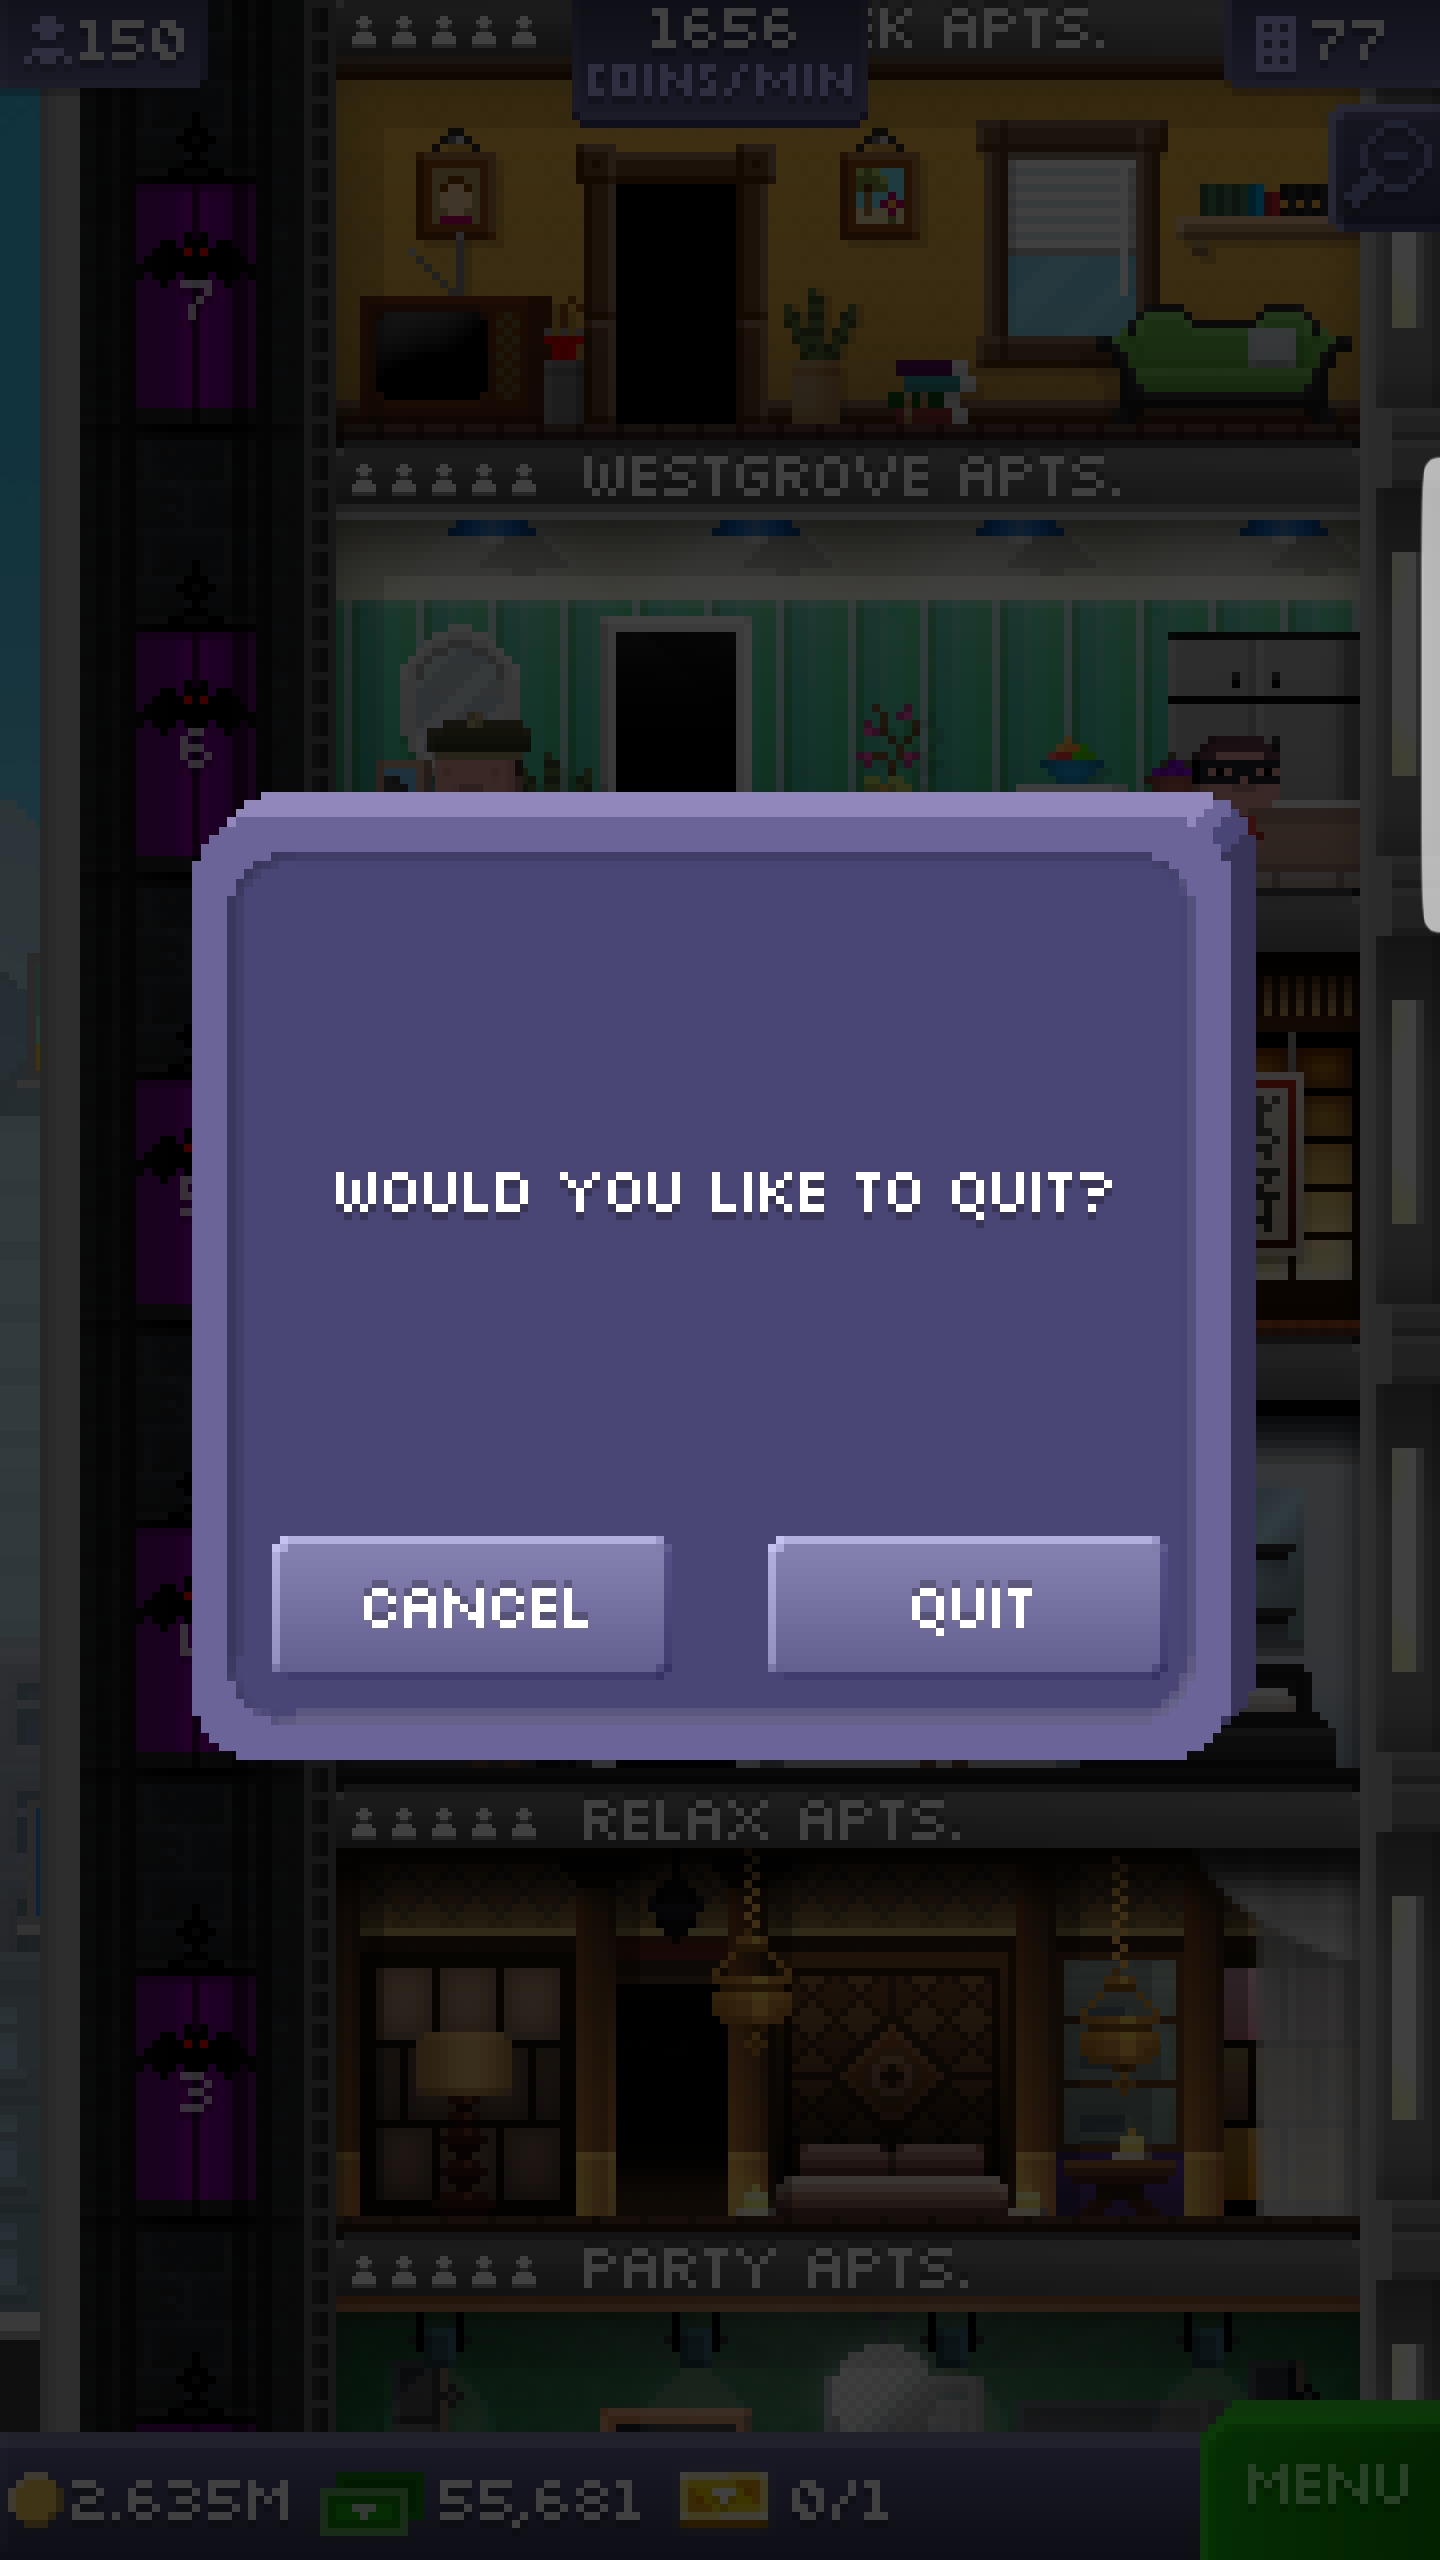 150
1656
COINS/MIN
K APTS.
77
7
WESTGROVE APTS.
6
WOULD YOU LIKE TO QUIT?
CANCEL
QUIT
RELAX APTS.
3
PARTY APTS.
2.635M
55,681
0/1
MENU